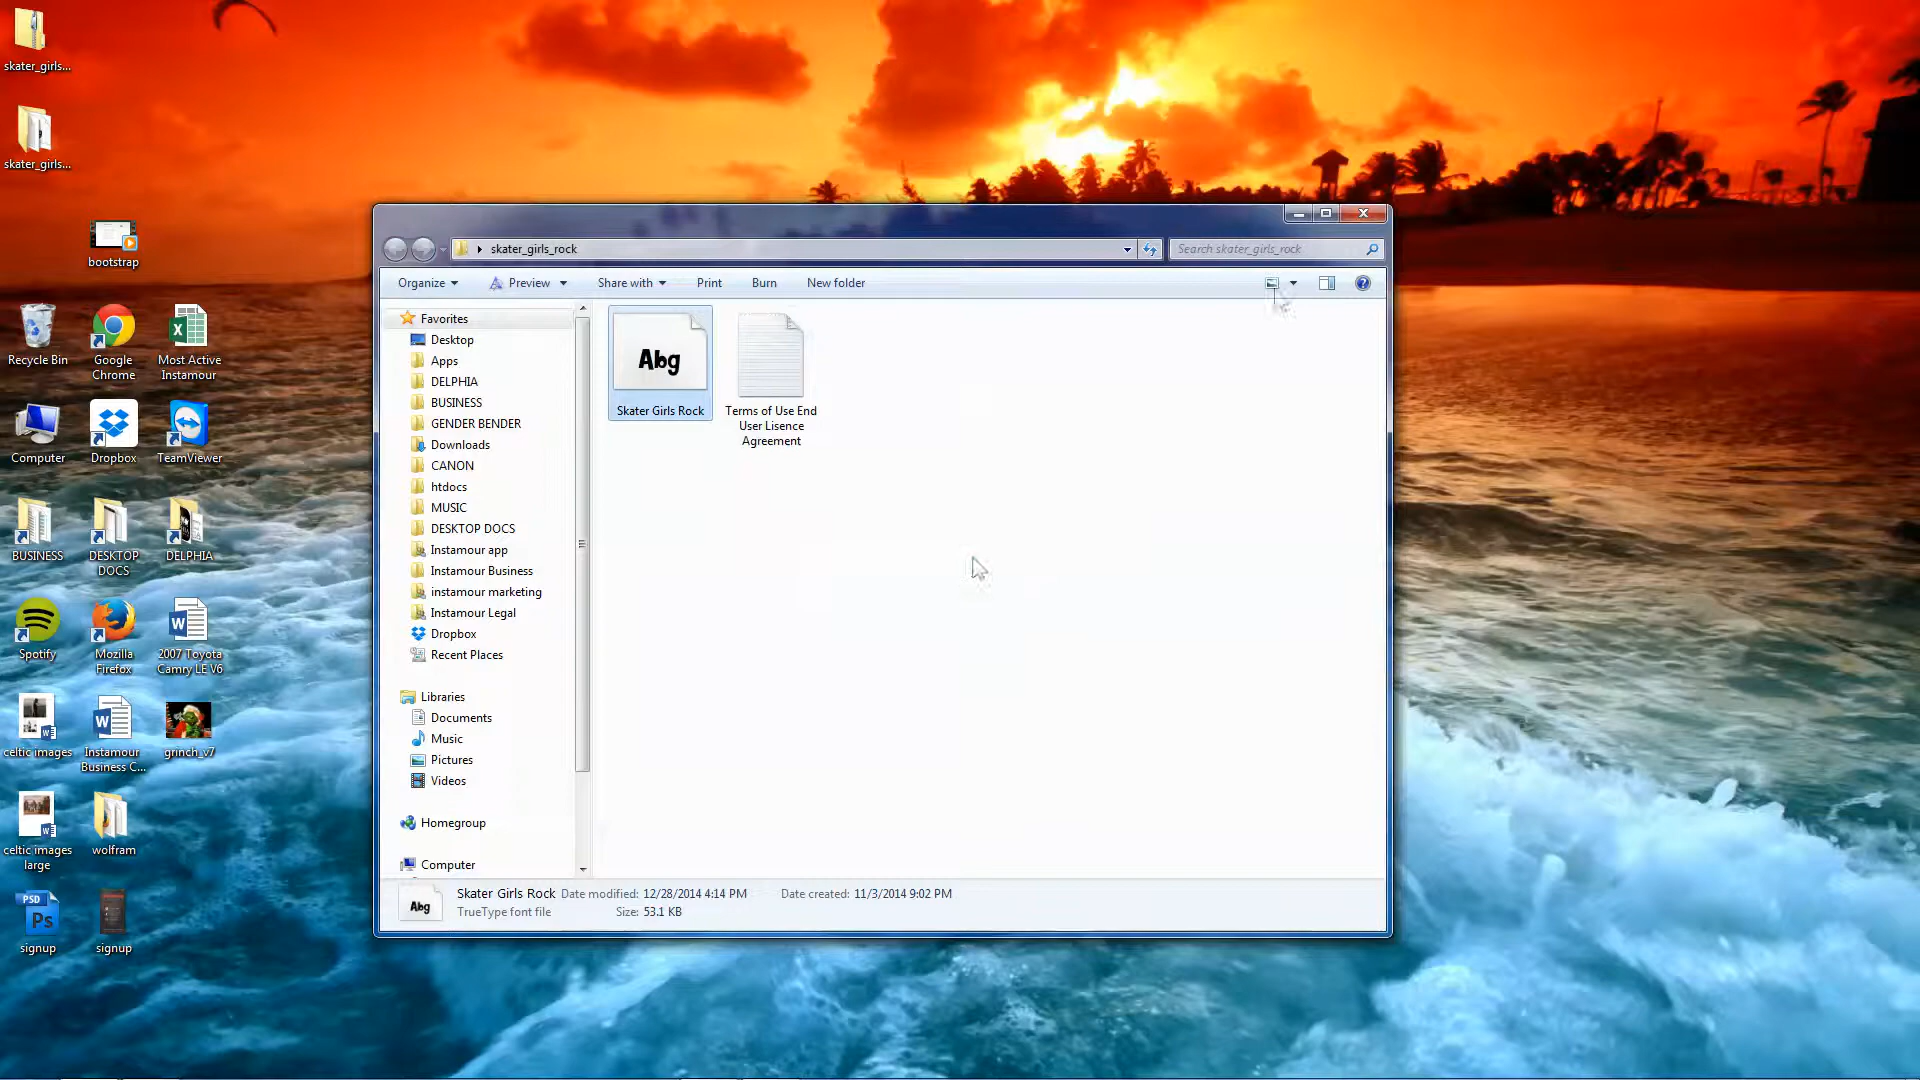 skater_girls...
skater_girls...
bootstrap
Recycle Bin
Google
Chrome
Most Active
Instamour
Computer
Dropbox
TeamViewer
BUSINESS
DESKTOP
DOCS
DELPHIA
Spotify
Mozilla
Firefox
2007 Toyota
Camry LE V6
celtic images
Instamour
Business C...
grinch_v7
celtic images
large
wolfram
PSD
Ps
signup
signup
skater_girls_rock
Search skater_girls_rock
Organize
Preview
Share with
Print
Burn
New folder
Favorites
Desktop
Apps
DELPHIA
BUSINESS
GENDER BENDER
Downloads
CANON
htdocs
MUSIC
DESKTOP DOCS
Instamour app
Instamour Business
instamour marketing
Instamour Legal
Dropbox
Recent Places
Libraries
Documents
Music
Pictures
Videos
Homegroup
Computer
Abg
Skater Girls Rock
Terms of Use End
User Lisence
Agreement
Abg
Skater Girls Rock Date modified: 12/28/2014 4:14 PM Date created: 11/3/2014 9:02 PM
TrueType font file Size: 53.1 KB